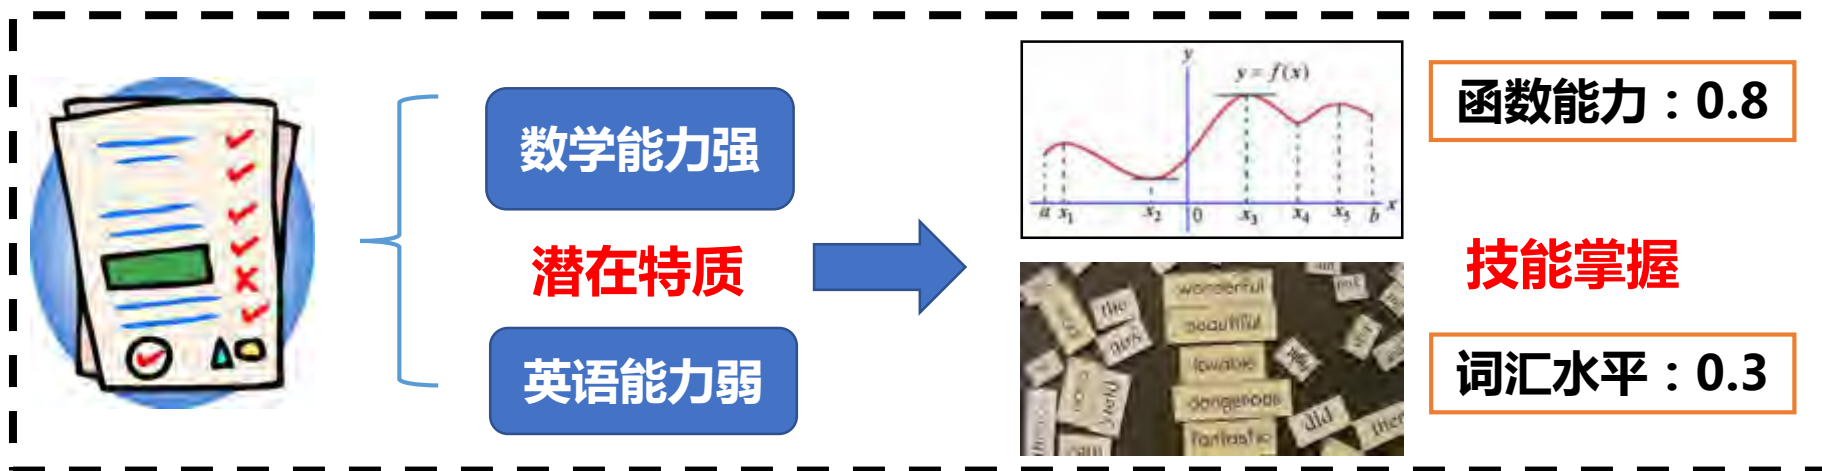 数学能力强
潜在特质
英语能力弱
y
y = f(x)
a x₁ x₂ 0 x₃ x₄ x₅ b x
the
wonderful
beautiful
lovable
dangerous
fantastic
did
函数能力：0.8
技能掌握
词汇水平：0.3